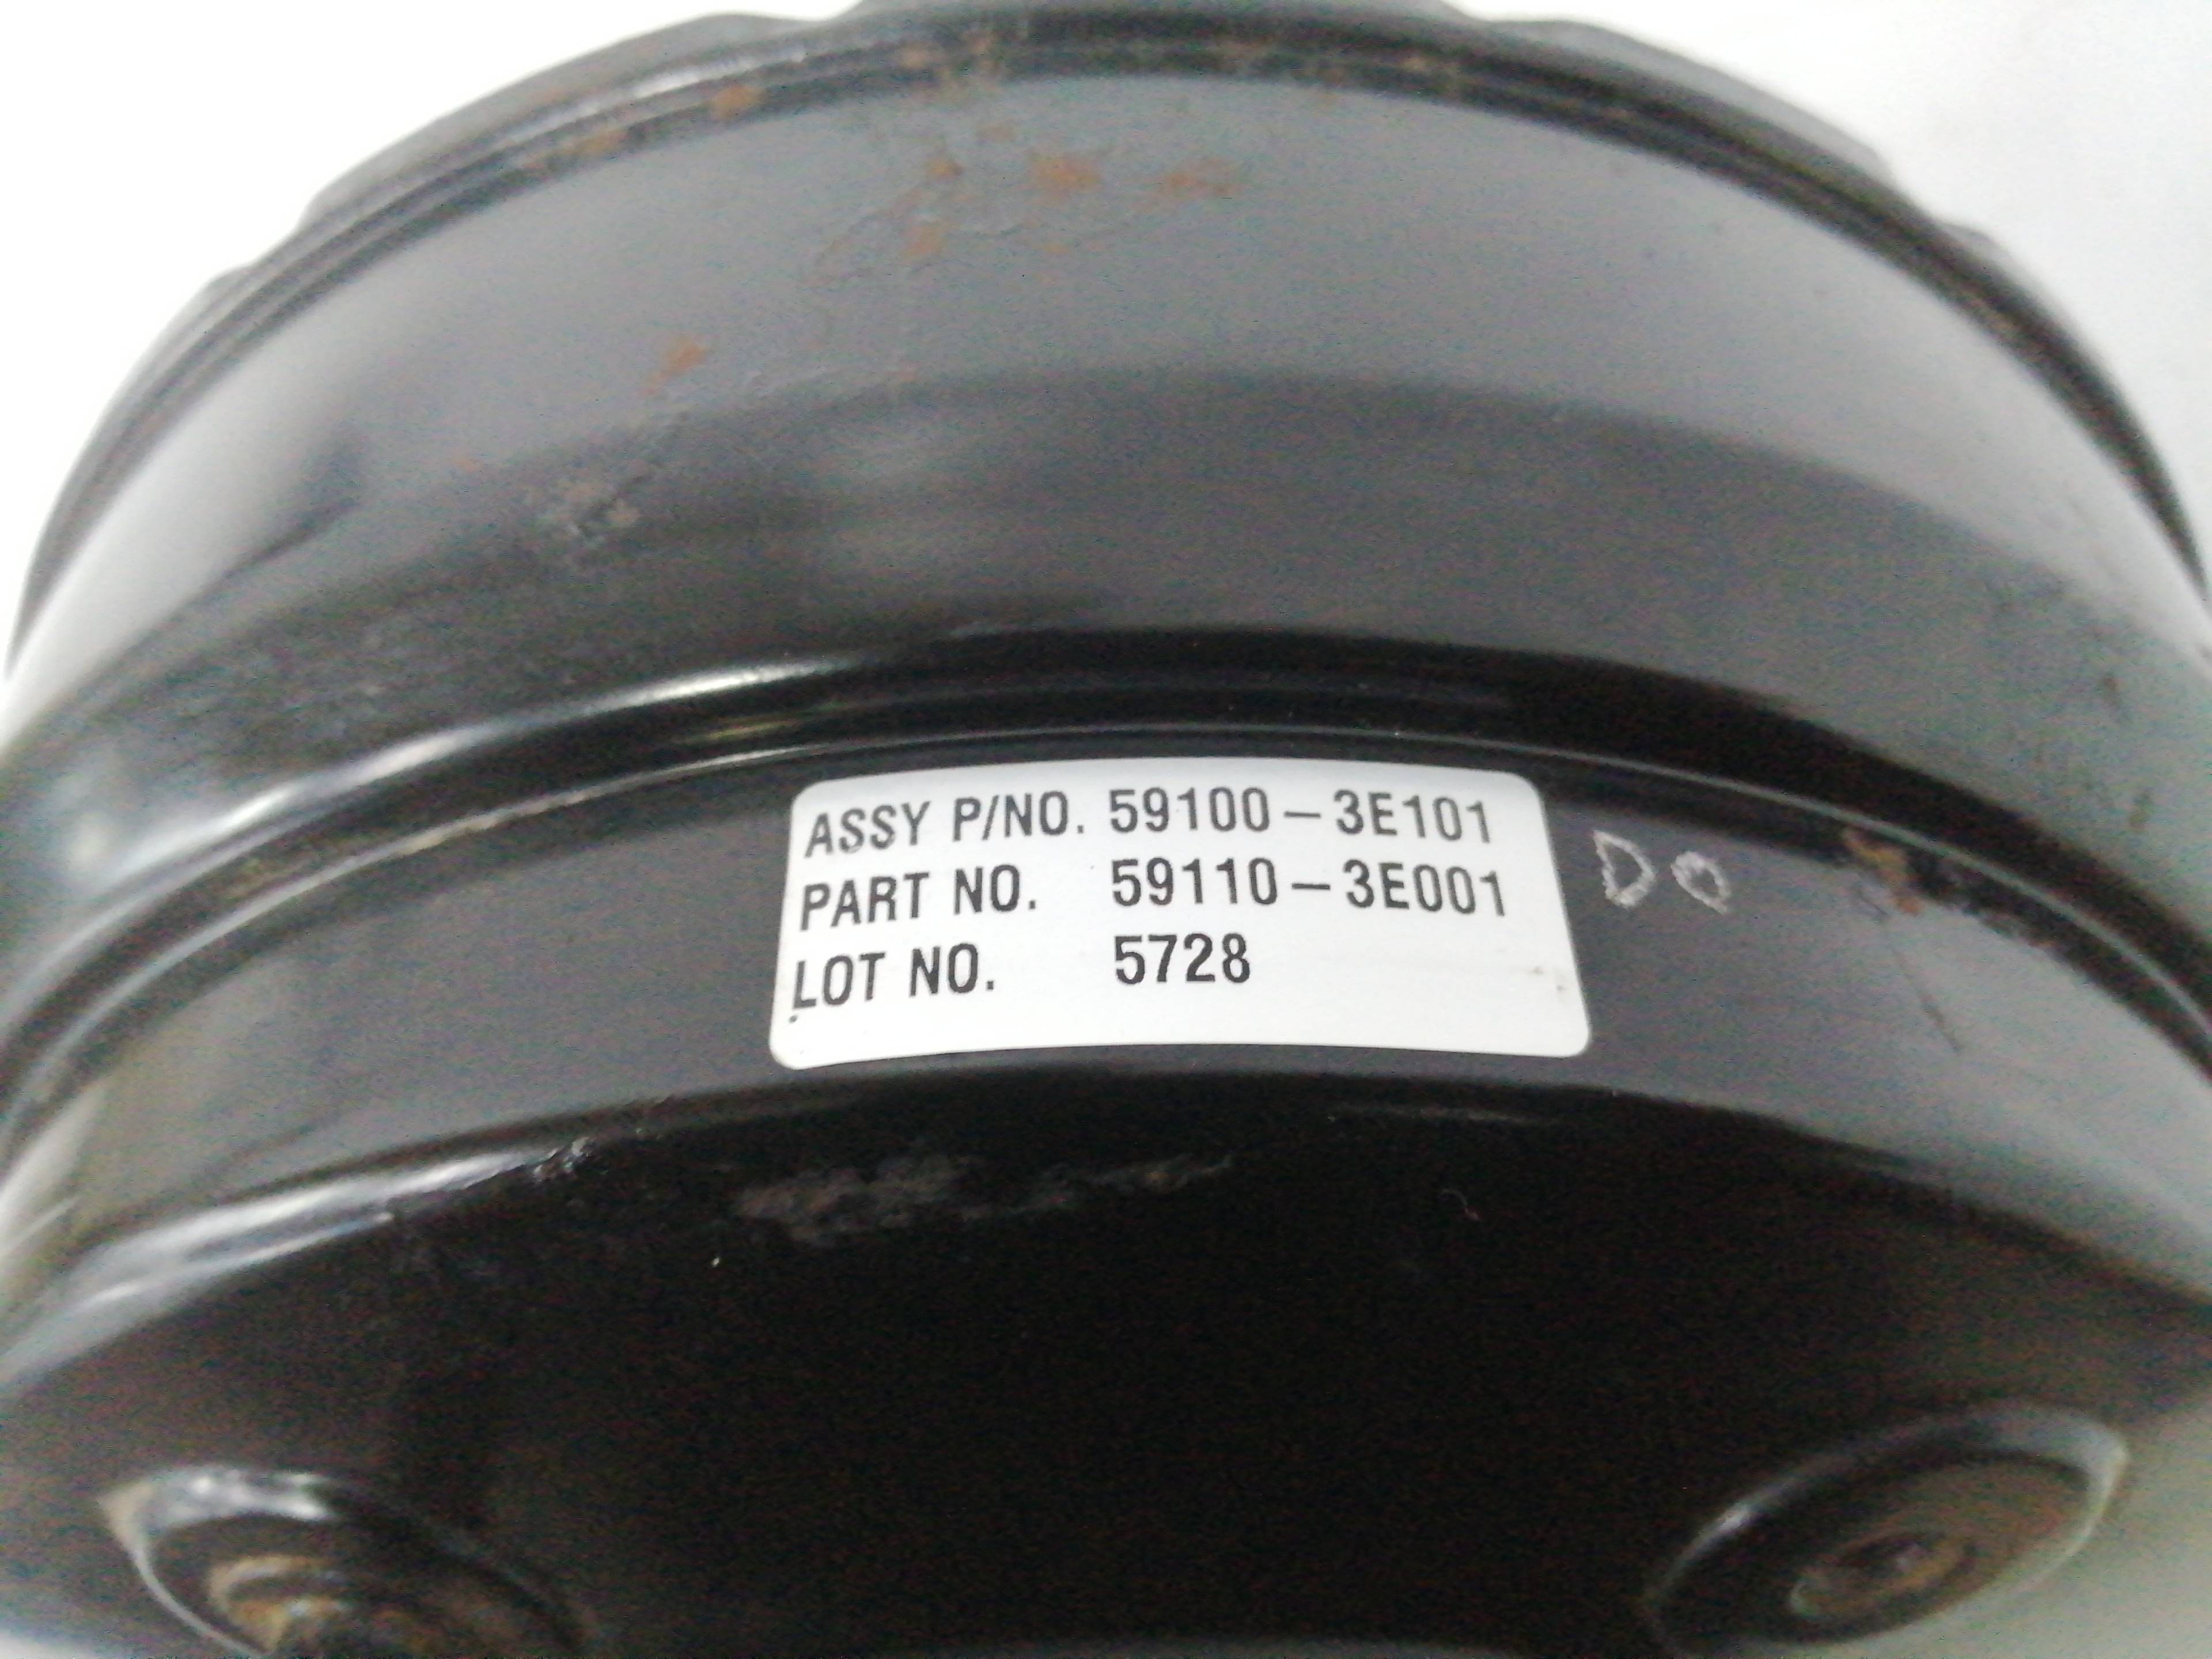 ASSY P/NO. 59100-3E101
PART NO. 59110-3E001
LOT NO. 5728
DO